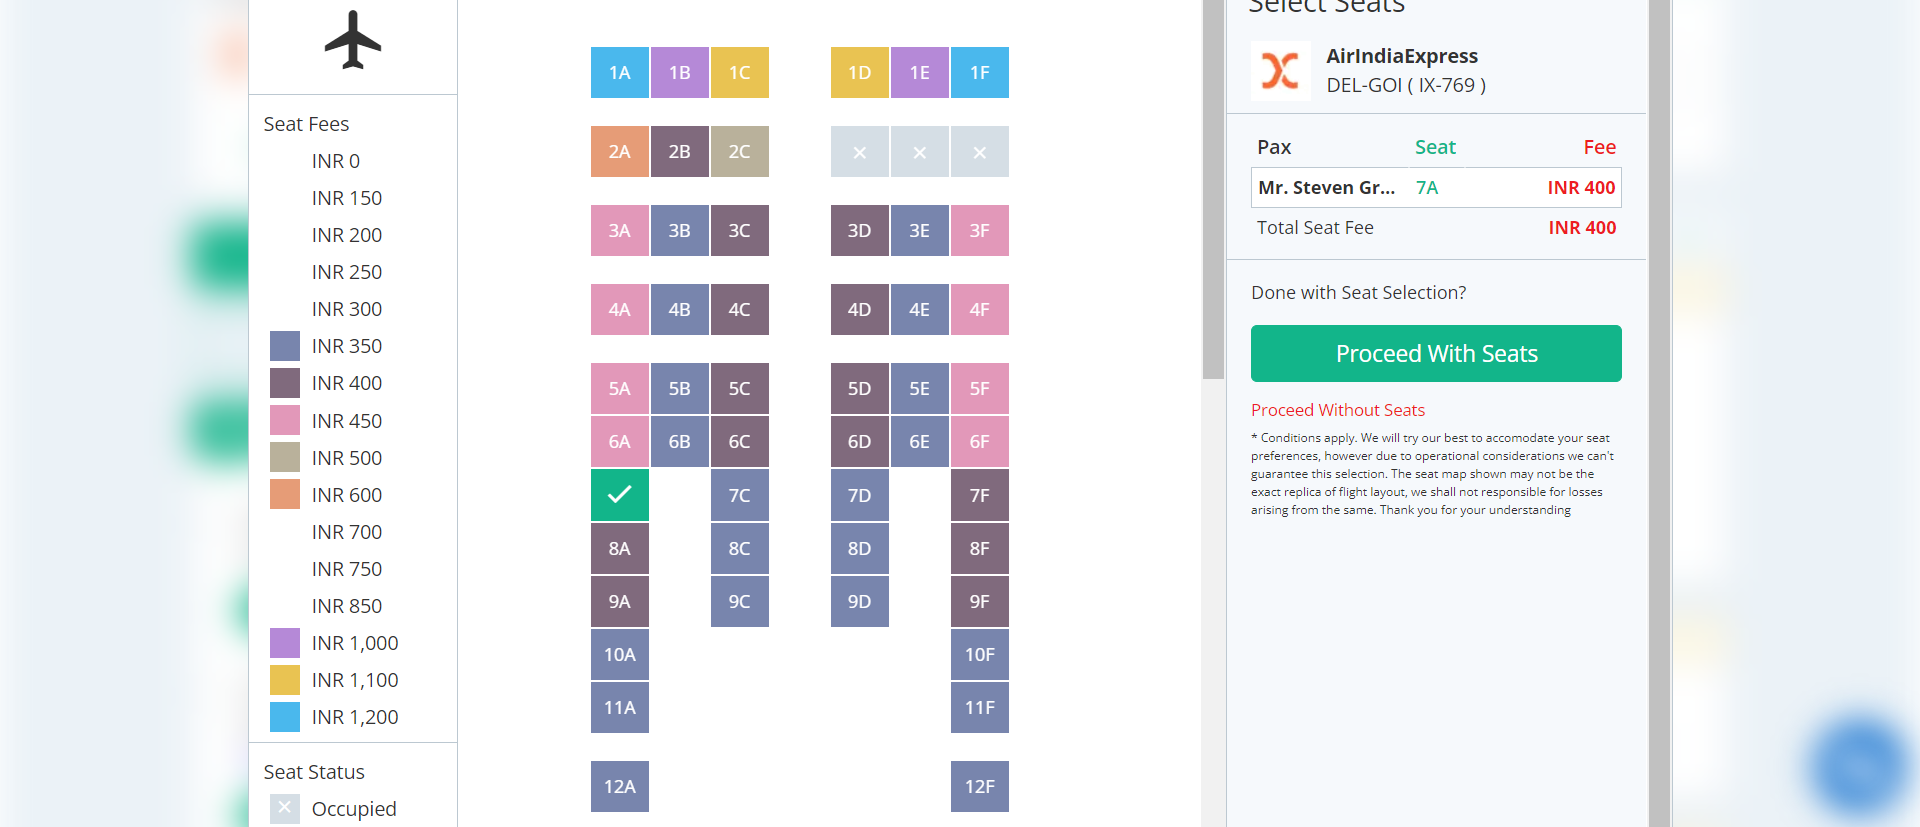 Seat Fees
INR 0
INR 150
INR 200
INR 250
INR 300
INR 350
INR 400
INR 450
INR 500
INR 600
INR 700
INR 750
INR 850
INR 1,000
INR 1,100
INR 1,200
Seat Status
× Occupied
1A 1B 1C 1D 1E 1F
2A 2B 2C × × ×
3A 3B 3C 3D 3E 3F
4A 4B 4C 4D 4E 4F
5A 5B 5C 5D 5E 5F
6A 6B 6C 6D 6E 6F
7C 7D 7F
8A 8C 8D 8F
9A 9C 9D 9F
10A 10F
11A 11F
12A 12F
Select Seats
AirIndiaExpress
DEL-GOI ( IX-769 )
Pax Seat Fee
Mr. Steven Gr... 7A INR 400
Total Seat Fee INR 400
Done with Seat Selection?
Proceed With Seats
Proceed Without Seats
* Conditions apply. We will try our best to accomodate your seat
preferences, however due to operational considerations we can't
guarantee this selection. The seat map shown may not be the
exact replica of flight layout, we shall not responsible for losses
arising from the same. Thank you for your understanding